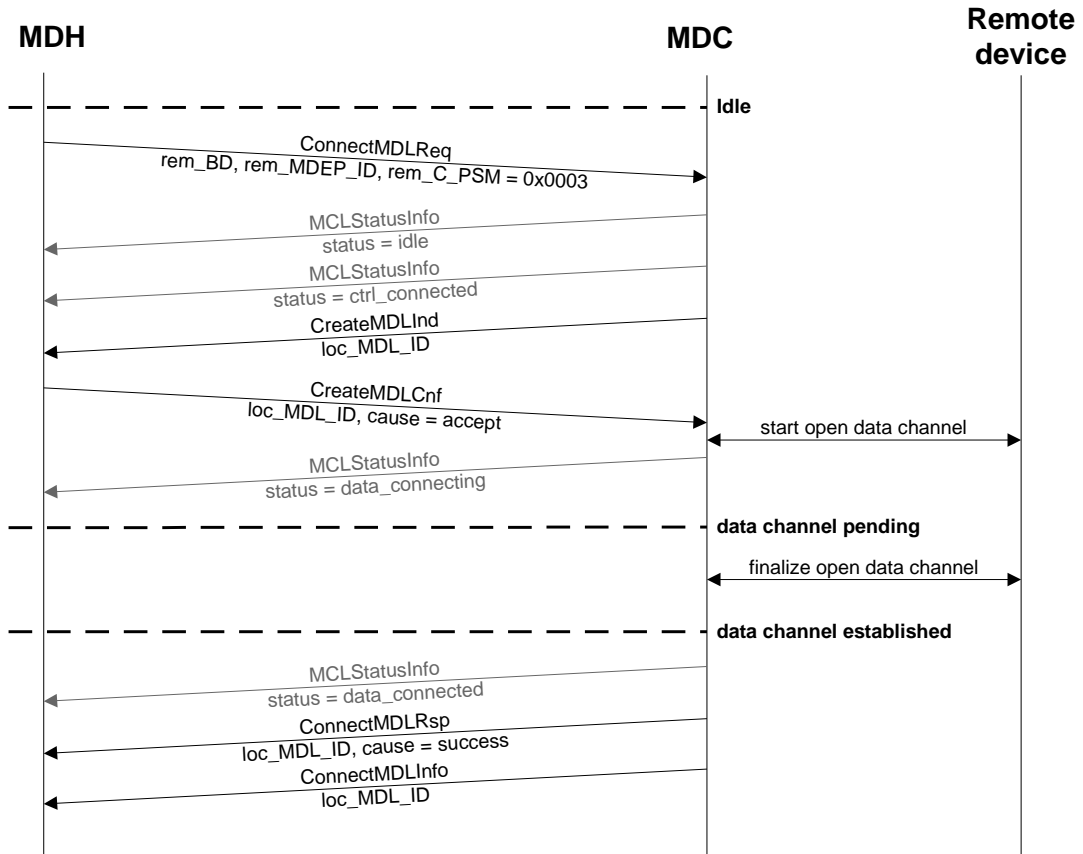 MDH
MDC
Remote
device
Idle
ConnectMDLReq
rem_BD, rem_MDEP_ID, rem_C_PSM = 0x0003
MCLStatusInfo
status = idle
MCLStatusInfo
status = ctrl_connected
CreateMDLInd
loc_MDL_ID
CreateMDLCnf
loc_MDL_ID, cause = accept
start open data channel
MCLStatusInfo
status = data_connecting
data channel pending
finalize open data channel
data channel established
MCLStatusInfo
status = data_connected
ConnectMDLRsp
loc_MDL_ID, cause = success
ConnectMDLInfo
loc_MDL_ID